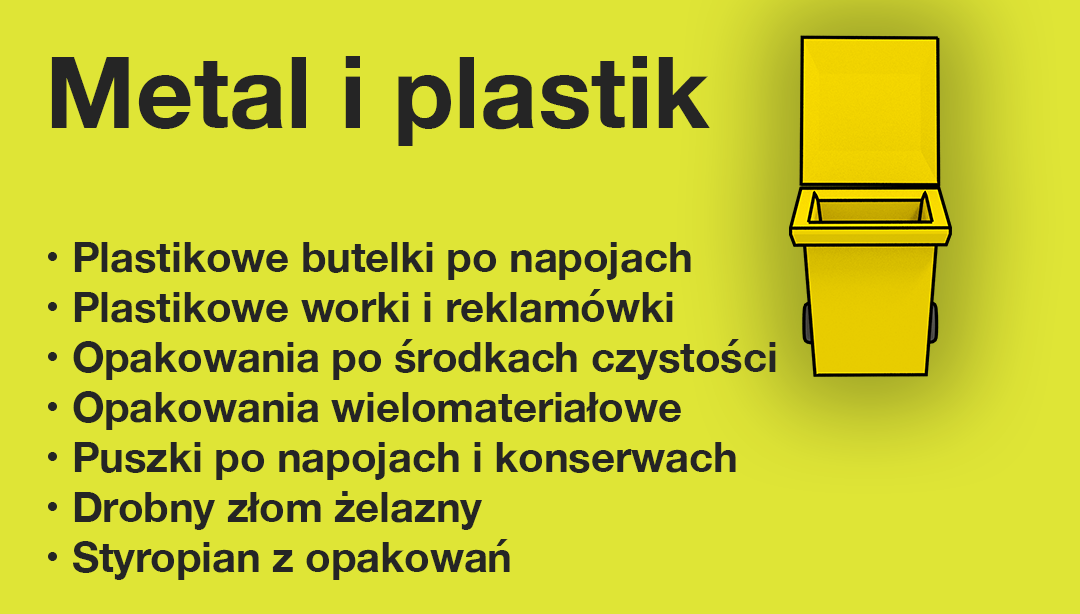 Metal i plastik
• Plastikowe butelki po napojach
• Plastikowe worki i reklamówki
• Opakowania po środkach czystości
• Opakowania wielomateriałowe
• Puszki po napojach i konserwach
• Drobny złom żelazny
• Styropian z opakowań